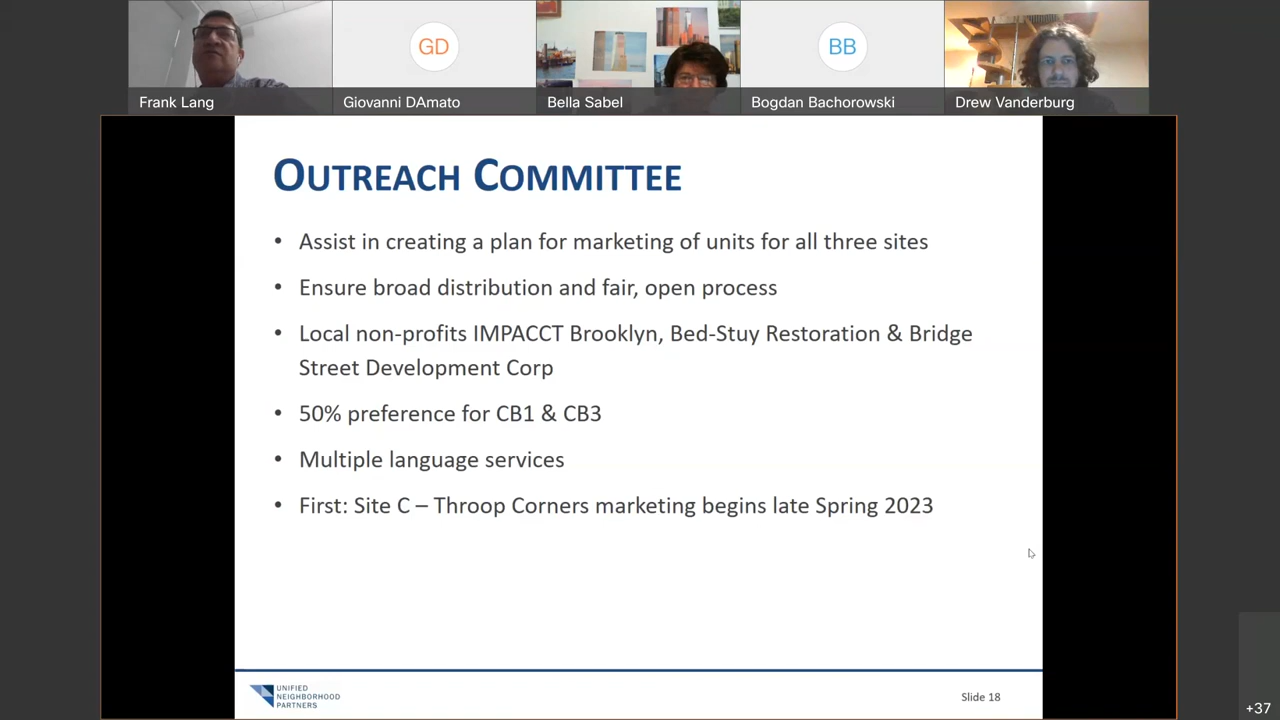 GD
BB
Frank Lang
Giovanni DAmato
Bella Sabel
Bogdan Bachorowski
Drew Vanderburg
OUTREACH COMMITTEE
• Assist in creating a plan for marketing of units for all three sites
• Ensure broad distribution and fair, open process
• Local non-profits IMPACCT Brooklyn, Bed-Stuy Restoration & Bridge
Street Development Corp
• 50% preference for CB1 & CB3
• Multiple language services
• First: Site C – Throop Corners marketing begins late Spring 2023
UNIFIED
NEIGHBORHOOD
PARTNERS
Slide 18
+37